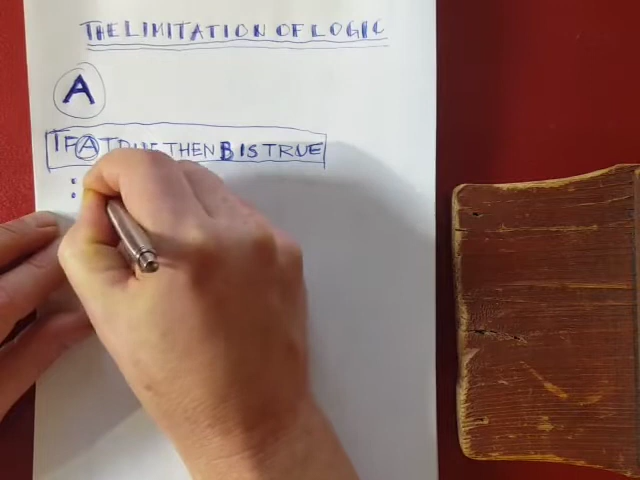 THE LIMITATION OF LOGIC
A
IF A TRUE THEN B IS TRUE
: